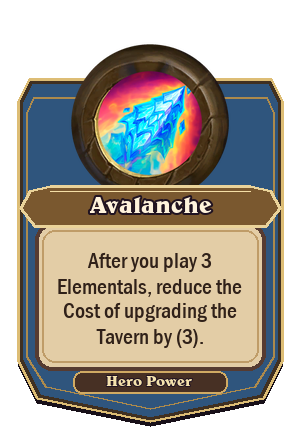 Avalanche
After you play 3
Elementals, reduce the
Cost of upgrading the
Tavern by (3).
Hero Power